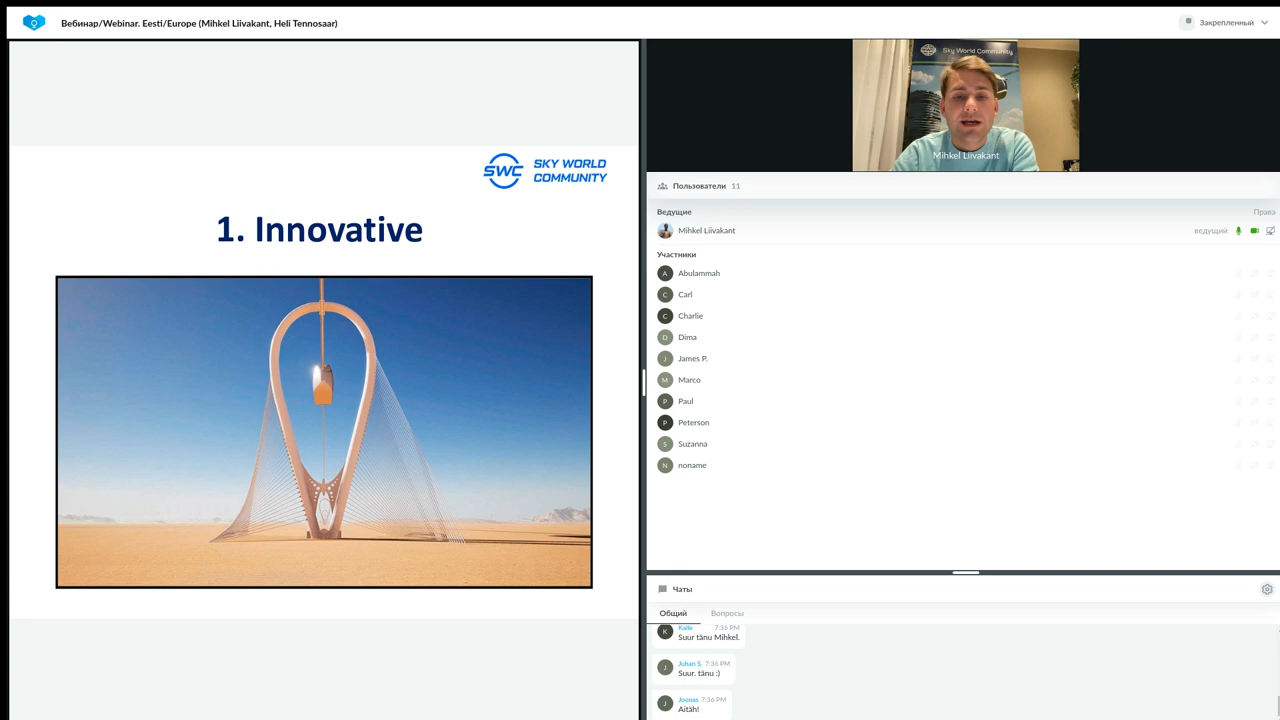 Вебинар/Webinar. Eesti/Europe (Mihkel Liivakant, Heli Tennosaar)
Закрепленный
SWC SKY WORLD
COMMUNITY
1. Innovative
Sky World Community
Mihkel Liivakant
Пользователи 11
Ведущие Права
Mihkel Liivakant ведущий
Участники
A Abulammah
C Carl
C Charlie
D Dima
J James P.
M Marco
P Paul
P Peterson
S Suzanna
N noname
Чаты
Общий Вопросы
K Kalle 7:36 PM
Suur tänu Mihkel.
J Juhan S. 7:36 PM
Suur. tänu :)
J Joonas 7:36 PM
Aitäh!